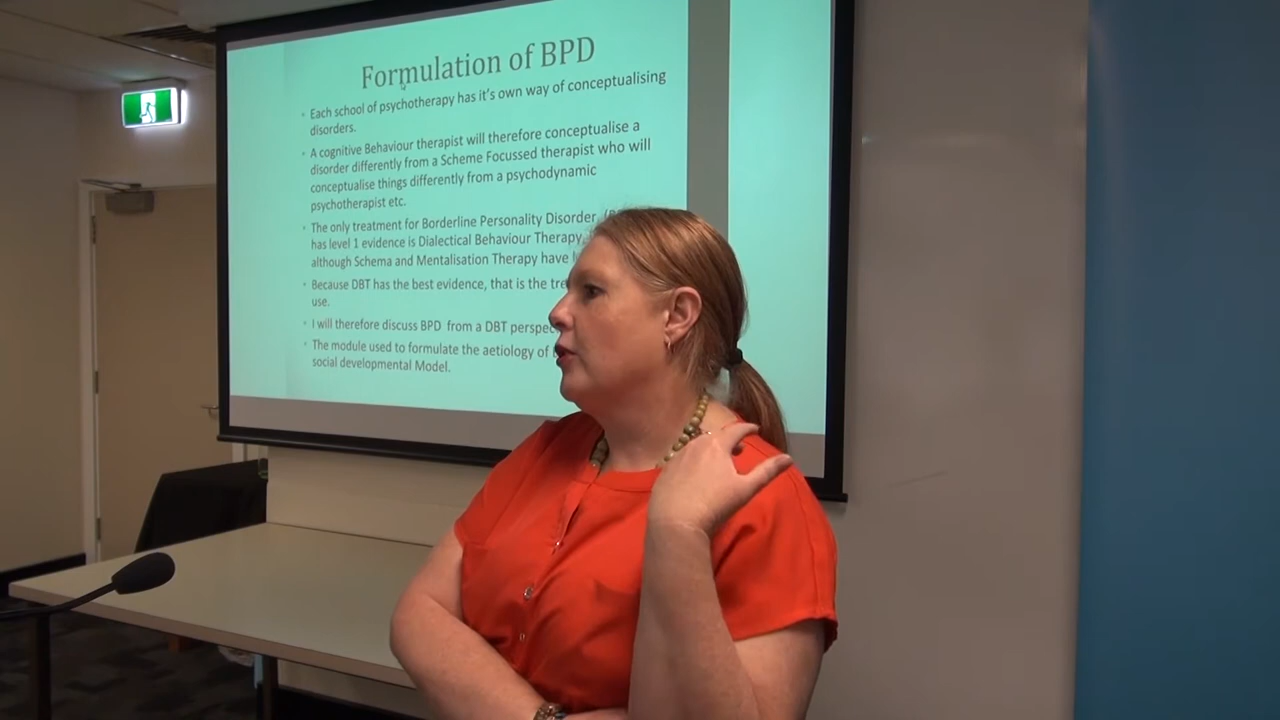 Formulation of BPD
• Each school of psychotherapy has it's own way of conceptualising
disorders.
• A cognitive Behaviour therapist will therefore conceptualise a
disorder differently from a Scheme Focussed therapist who will
conceptualise things differently from a psychodynamic
psychotherapist etc.
• The only treatment for Borderline Personality Disorder
has level 1 evidence is Dialectical Behaviour Therapy
although Schema and Mentalisation Therapy have
• Because DBT has the best evidence, that is the
use.
• I will therefore discuss BPD from a DBT
• The module used to formulate the aetiology of
social developmental Model.